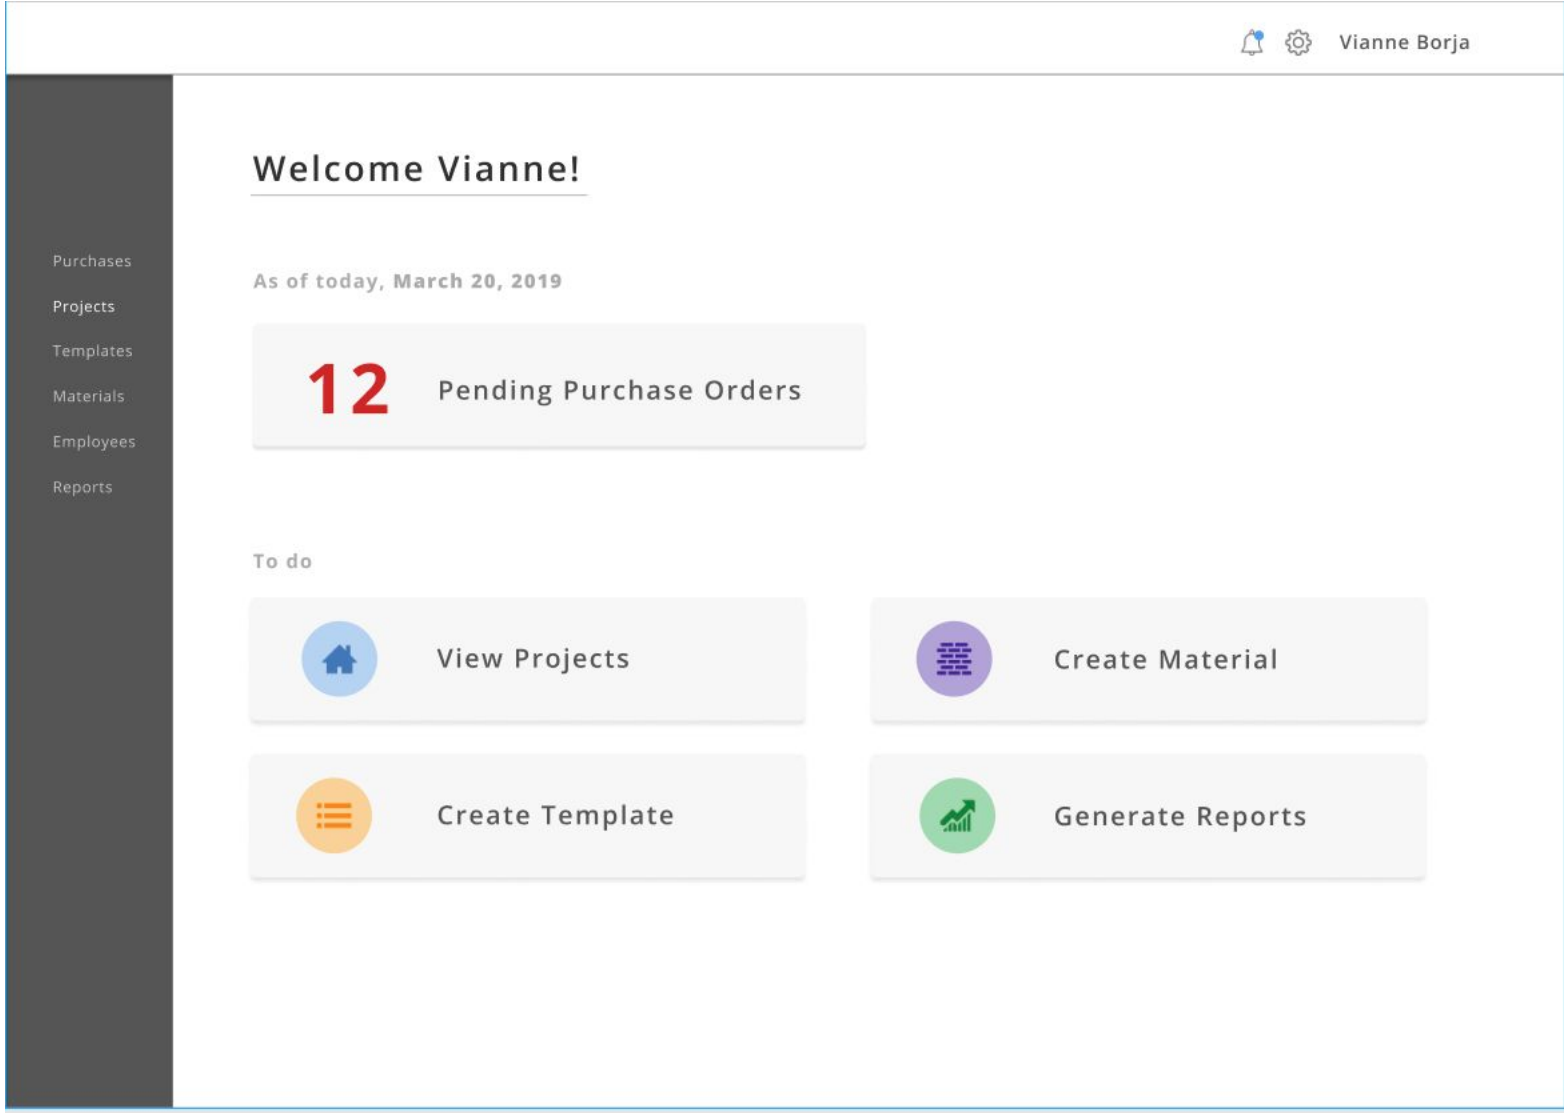 Vianne Borja
Welcome Vianne!
Purchases
Projects
Templates
Materials
Employees
Reports
As of today, March 20, 2019
12 Pending Purchase Orders
To do
View Projects
Create Material
Create Template
Generate Reports